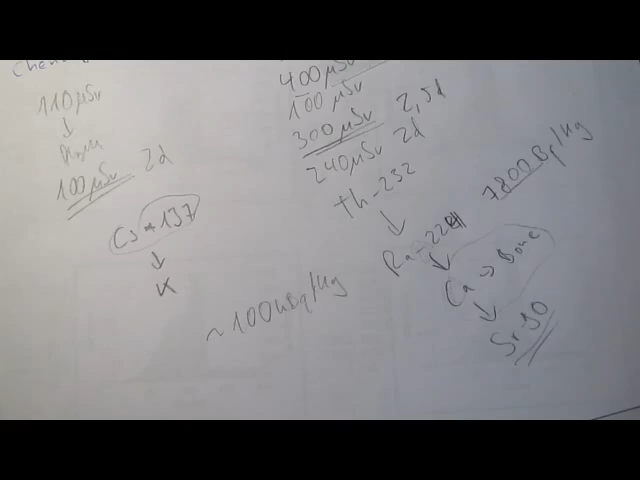 110 µSv
↓
100 µSv 2d
Cs → 137
↓
K
~100 kBq/Kg
400 µSv
100 µSv
300 µSv 2,5d
240 µSv 2d
Th-232
↓
7800 Bq/Kg
↓
Ca → Bone
↓
Sr-90